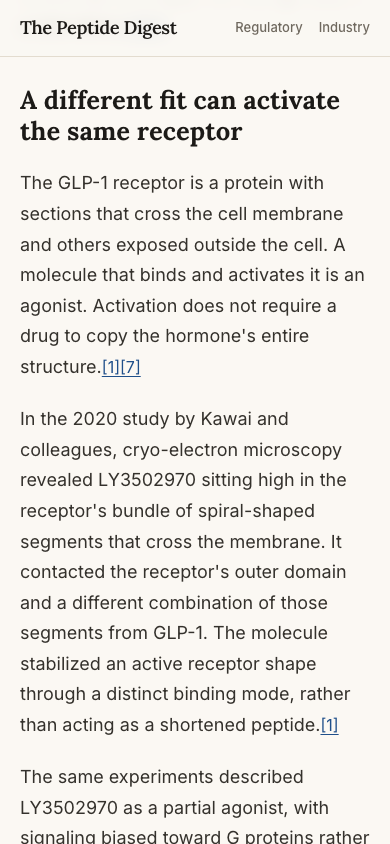 The Peptide Digest
Regulatory Industry
A different fit can activate
the same receptor
The GLP-1 receptor is a protein with
sections that cross the cell membrane
and others exposed outside the cell. A
molecule that binds and activates it is an
agonist. Activation does not require a
drug to copy the hormone's entire
structure.[1][7]
In the 2020 study by Kawai and
colleagues, cryo-electron microscopy
revealed LY3502970 sitting high in the
receptor's bundle of spiral-shaped
segments that cross the membrane. It
contacted the receptor's outer domain
and a different combination of those
segments from GLP-1. The molecule
stabilized an active receptor shape
through a distinct binding mode, rather
than acting as a shortened peptide.[1]
The same experiments described
LY3502970 as a partial agonist, with
signaling biased toward G proteins rather